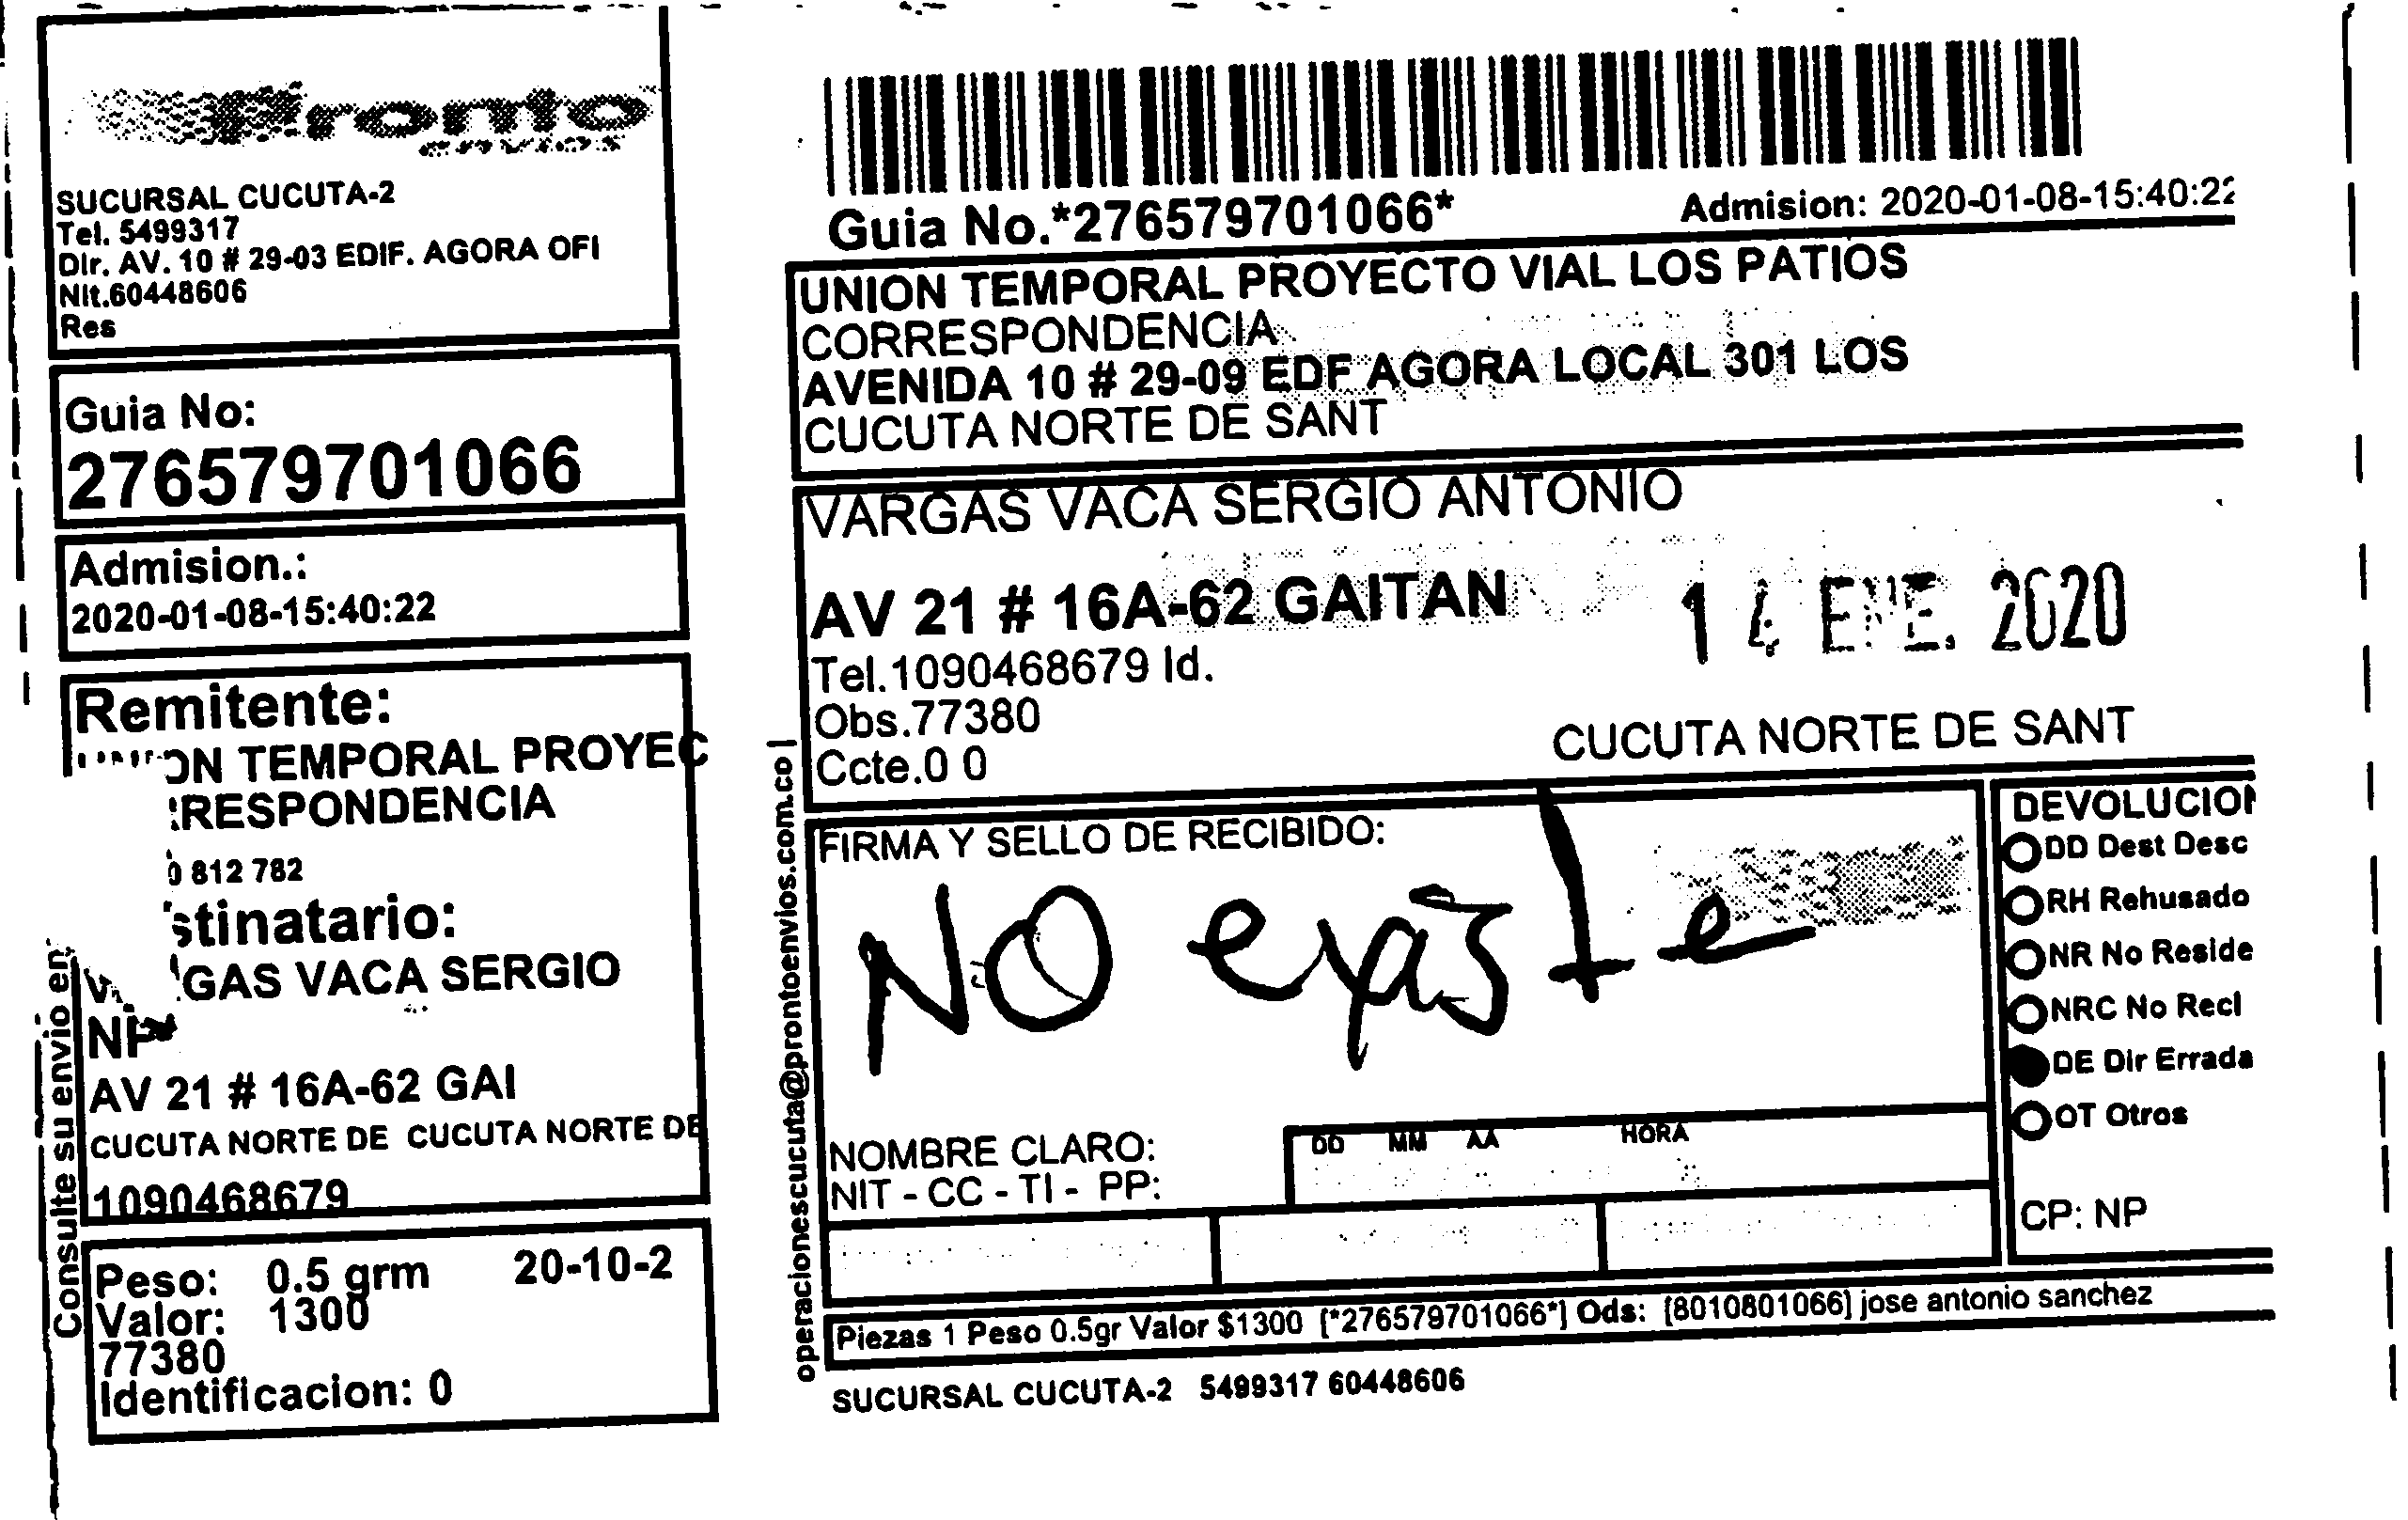 Pronto
envios
SUCURSAL CUCUTA-2
Tel. 5499317
Dir. AV. 10 # 29-03 EDIF. AGORA OFI
Nit.60448606
Res
Guia No:
276579701066
Admision.:
2020-01-08-15:40:22
Remitente:
ON TEMPORAL PROYEC
RESPONDENCIA
0 812 782
stinatario:
GAS VACA SERGIO
NP
AV 21 # 16A-62 GAI
CUCUTA NORTE DE CUCUTA NORTE DE
1090468679
Peso: 0.5 grm 20-10-2
Valor: 1300
77380
Identificacion: 0
Consulte su envio en:
Guia No.*276579701066* Admision: 2020-01-08-15:40:22
UNION TEMPORAL PROYECTO VIAL LOS PATIOS
CORRESPONDENCIA
AVENIDA 10 # 29-09 EDF AGORA LOCAL 301 LOS
CUCUTA NORTE DE SANT
VARGAS VACA SERGIO ANTONIO
AV 21 # 16A-62 GAITAN
14 ENE. 2020
Tel.1090468679 Id.
Obs.77380
CUCUTA NORTE DE SANT
Ccte.0 0
operacionescucuta@prontoenvios.com.co |
FIRMA Y SELLO DE RECIBIDO:
NO existe
NOMBRE CLARO:
NIT - CC - TI - PP:
DD MM AA HORA
DEVOLUCION
DD Dest Desc
RH Rehusado
NR No Reside
NRC No Recl
DE Dir Errada
OT Otros
CP: NP
Piezas 1 Peso 0.5gr Valor $1300 [*276579701066*] Ods: [8010801066] jose antonio sanchez
SUCURSAL CUCUTA-2 5499317 60448606